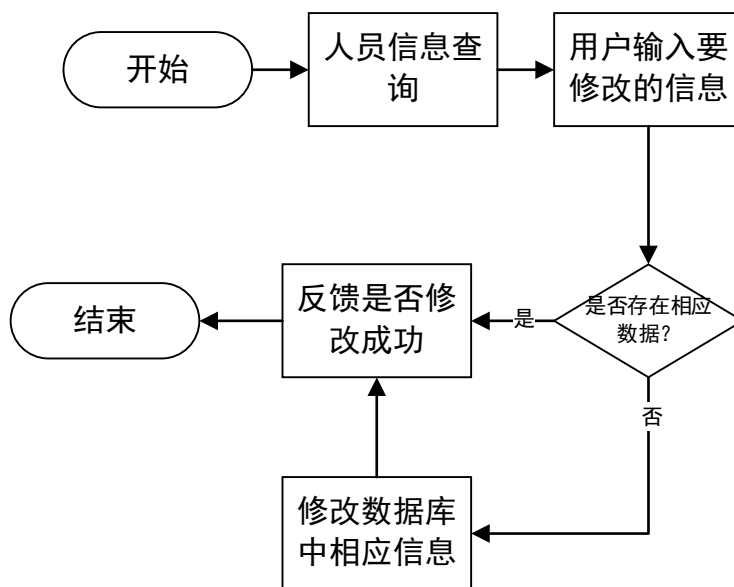 开始
人员信息查
询
用户输入要
修改的信息
是否存在相应
数据?
是
反馈是否修
改成功
结束
否
修改数据库
中相应信息